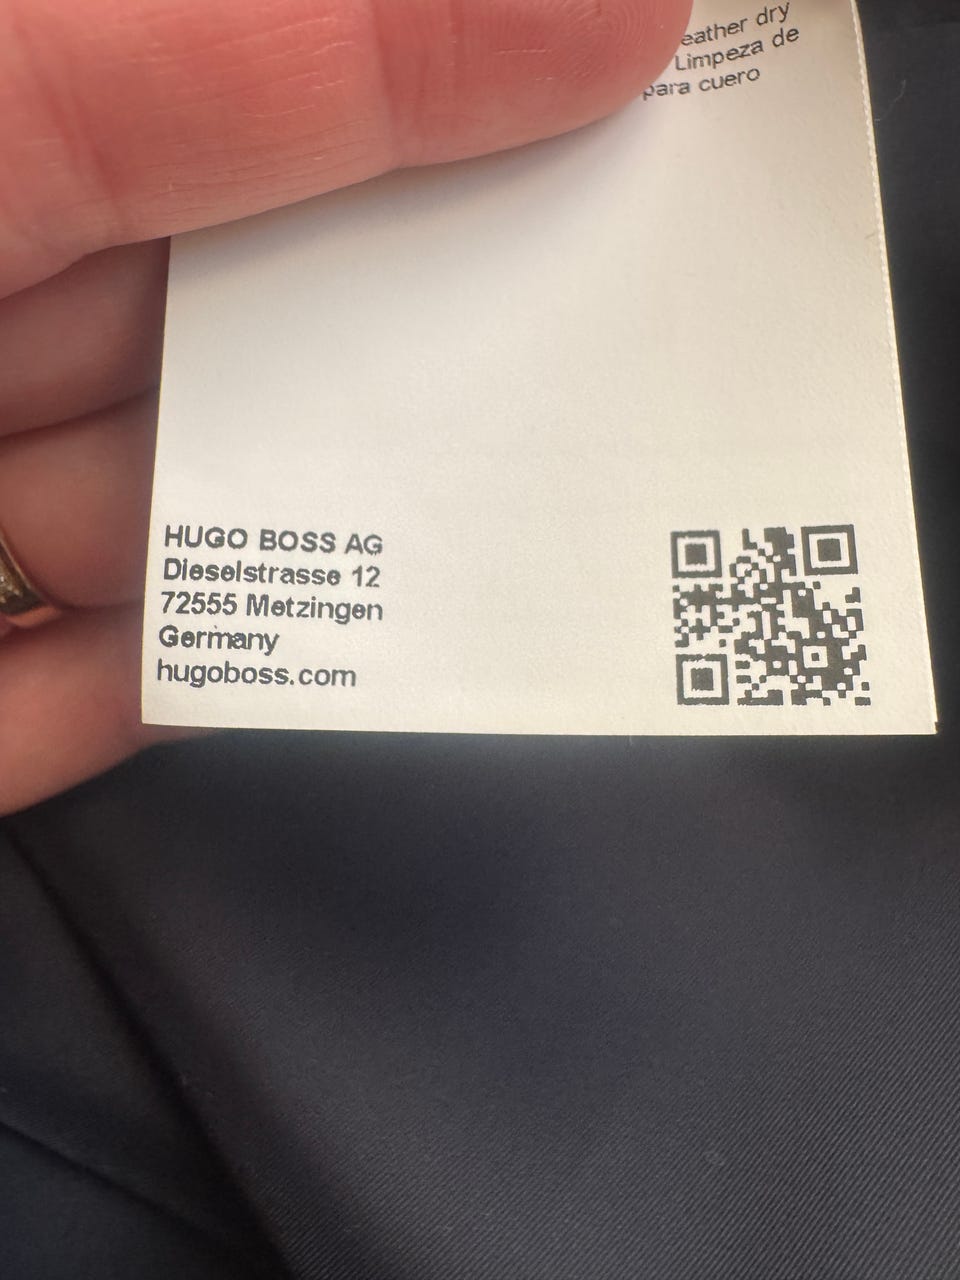 eather dry
Limpeza de
para cuero
HUGO BOSS AG
Dieselstrasse 12
72555 Metzingen
Germany
hugoboss.com